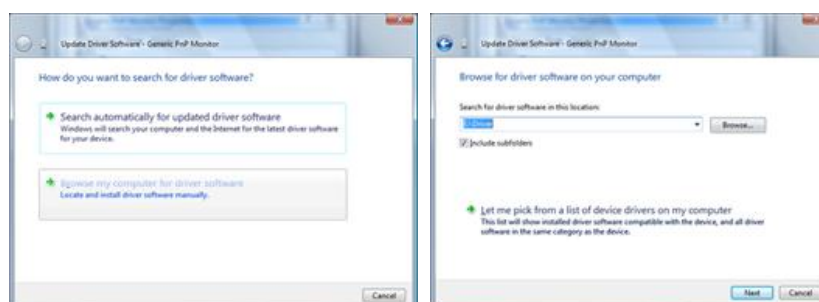 Update Driver Software - Generic PnP Monitor
How do you want to search for driver software?
Search automatically for updated driver software
Windows will search your computer and the Internet for the latest driver software
for your device.
Browse my computer for driver software
Locate and install driver software manually.
Cancel
Update Driver Software - Generic PnP Monitor
Browse for driver software on your computer
Search for driver software in this location:
Browse...
Include subfolders
Let me pick from a list of device drivers on my computer
This list will show installed driver software compatible with the device, and all driver
software in the same category as the device.
Next Cancel